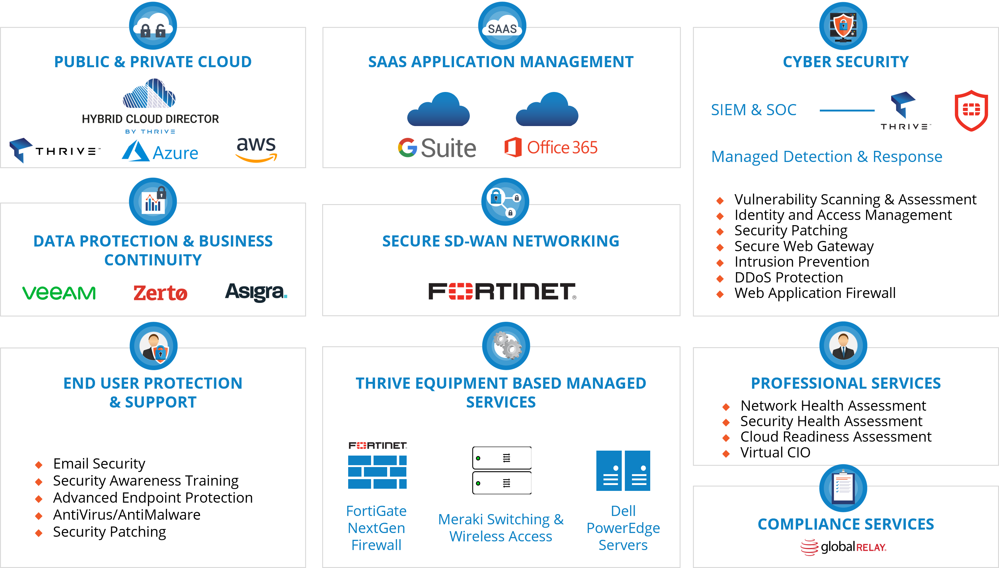 PUBLIC & PRIVATE CLOUD
HYBRID CLOUD DIRECTOR
BY THRIVE
THRIVE
Azure
aws
SAAS
SAAS APPLICATION MANAGEMENT
G Suite
Office 365
CYBER SECURITY
SIEM & SOC
THRIVE
Managed Detection & Response
Vulnerability Scanning & Assessment
Identity and Access Management
Security Patching
Secure Web Gateway
Intrusion Prevention
DDoS Protection
Web Application Firewall
DATA PROTECTION & BUSINESS
CONTINUITY
veeAM
Zerto
Asigra.
SECURE SD-WAN NETWORKING
FORTINET®
END USER PROTECTION
& SUPPORT
Email Security
Security Awareness Training
Advanced Endpoint Protection
AntiVirus/AntiMalware
Security Patching
THRIVE EQUIPMENT BASED MANAGED
SERVICES
FORTINET
FortiGate
NextGen
Firewall
Meraki Switching &
Wireless Access
Dell
PowerEdge
Servers
PROFESSIONAL SERVICES
Network Health Assessment
Security Health Assessment
Cloud Readiness Assessment
Virtual CIO
COMPLIANCE SERVICES
globalRELAY